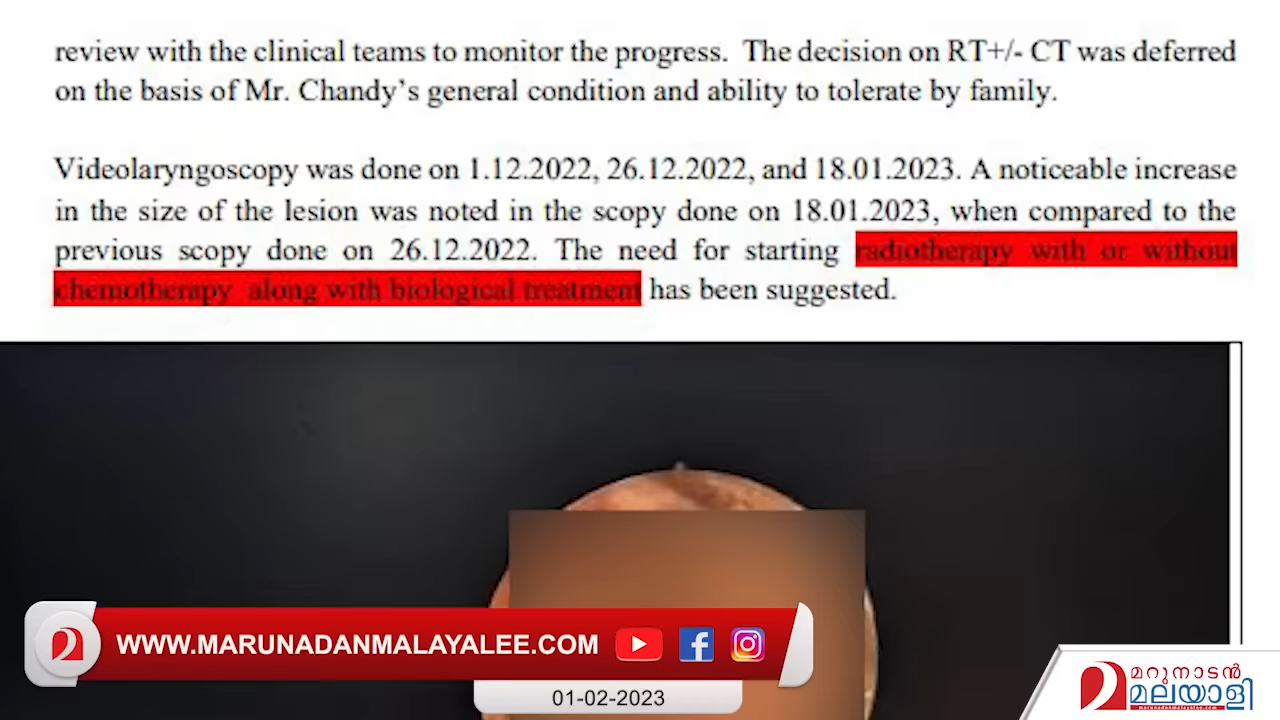 review with the clinical teams to monitor the progress. The decision on RT+/- CT was deferred
on the basis of Mr. Chandy’s general condition and ability to tolerate by family.
Videolaryngoscopy was done on 1.12.2022, 26.12.2022, and 18.01.2023. A noticeable increase
in the size of the lesion was noted in the scopy done on 18.01.2023, when compared to the
previous scopy done on 26.12.2022. The need for starting radiotherapy with or without
chemotherapy along with biological treatment has been suggested.
WWW.MARUNADANMALAYALEE.COM
01-02-2023
മറുനാടൻ
മലയാളി
marunadanmalayalee.com